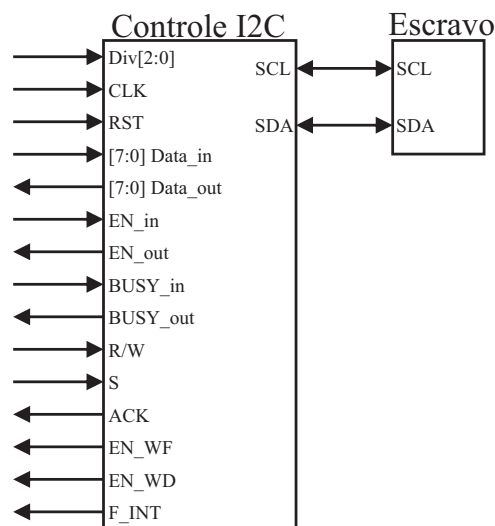 Controle I2C
Escravo
Div[2:0]
CLK
RST
[7:0] Data_in
[7:0] Data_out
EN_in
EN_out
BUSY_in
BUSY_out
R/W
S
ACK
EN_WF
EN_WD
F_INT
SCL
SDA
SCL
SDA